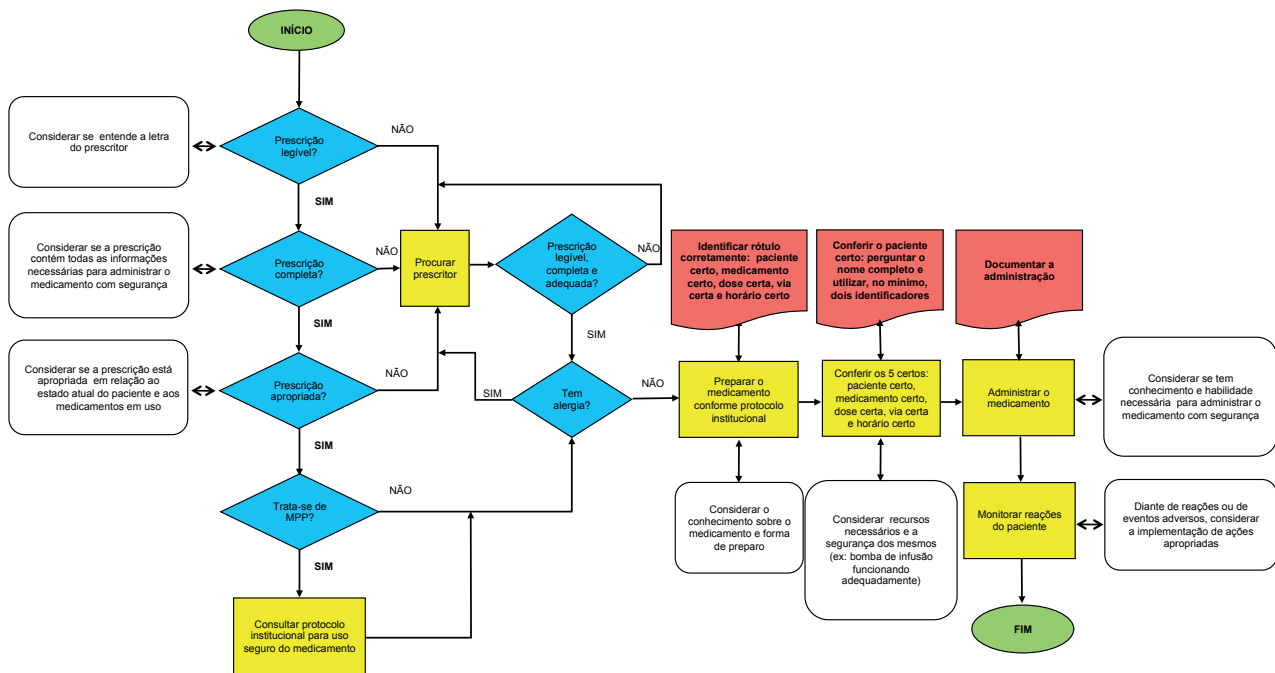 INÍCIO
Considerar se entende a letra
do prescritor
Prescrição
legível?
NÃO
SIM
Considerar se a prescrição
contém todas as informações
necessárias para administrar o
medicamento com segurança
Prescrição
completa?
NÃO
Procurar
prescritor
Prescrição
legível,
completa e
adequada?
NÃO
SIM
SIM
Considerar se a prescrição está
apropriada em relação ao
estado atual do paciente e aos
medicamentos em uso
Prescrição
apropriada?
NÃO
SIM
Tem
alergia?
NÃO
SIM
Trata-se de
MPP?
NÃO
SIM
Consultar protocolo
institucional para uso
seguro do medicamento
Identificar rótulo
corretamente: paciente
certo, medicamento
certo, dose certa, via
certa e horário certo
Conferir o paciente
certo: perguntar o
nome completo e
utilizar, no mínimo,
dois identificadores
Documentar a
administração
Preparar o
medicamento
conforme protocolo
institucional
Conferir os 5 certos:
paciente certo,
medicamento certo,
dose certa, via certa
e horário certo
Administrar o
medicamento
Considerar se tem
conhecimento e habilidade
necessária para administrar o
medicamento com segurança
Considerar o
conhecimento sobre o
medicamento e forma
de preparo
Considerar recursos
necessários e a
segurança dos mesmos
(ex: bomba de infusão
funcionando
adequadamente)
Monitorar reações
do paciente
Diante de reações ou de
eventos adversos, considerar
a implementação de ações
apropriadas
FIM